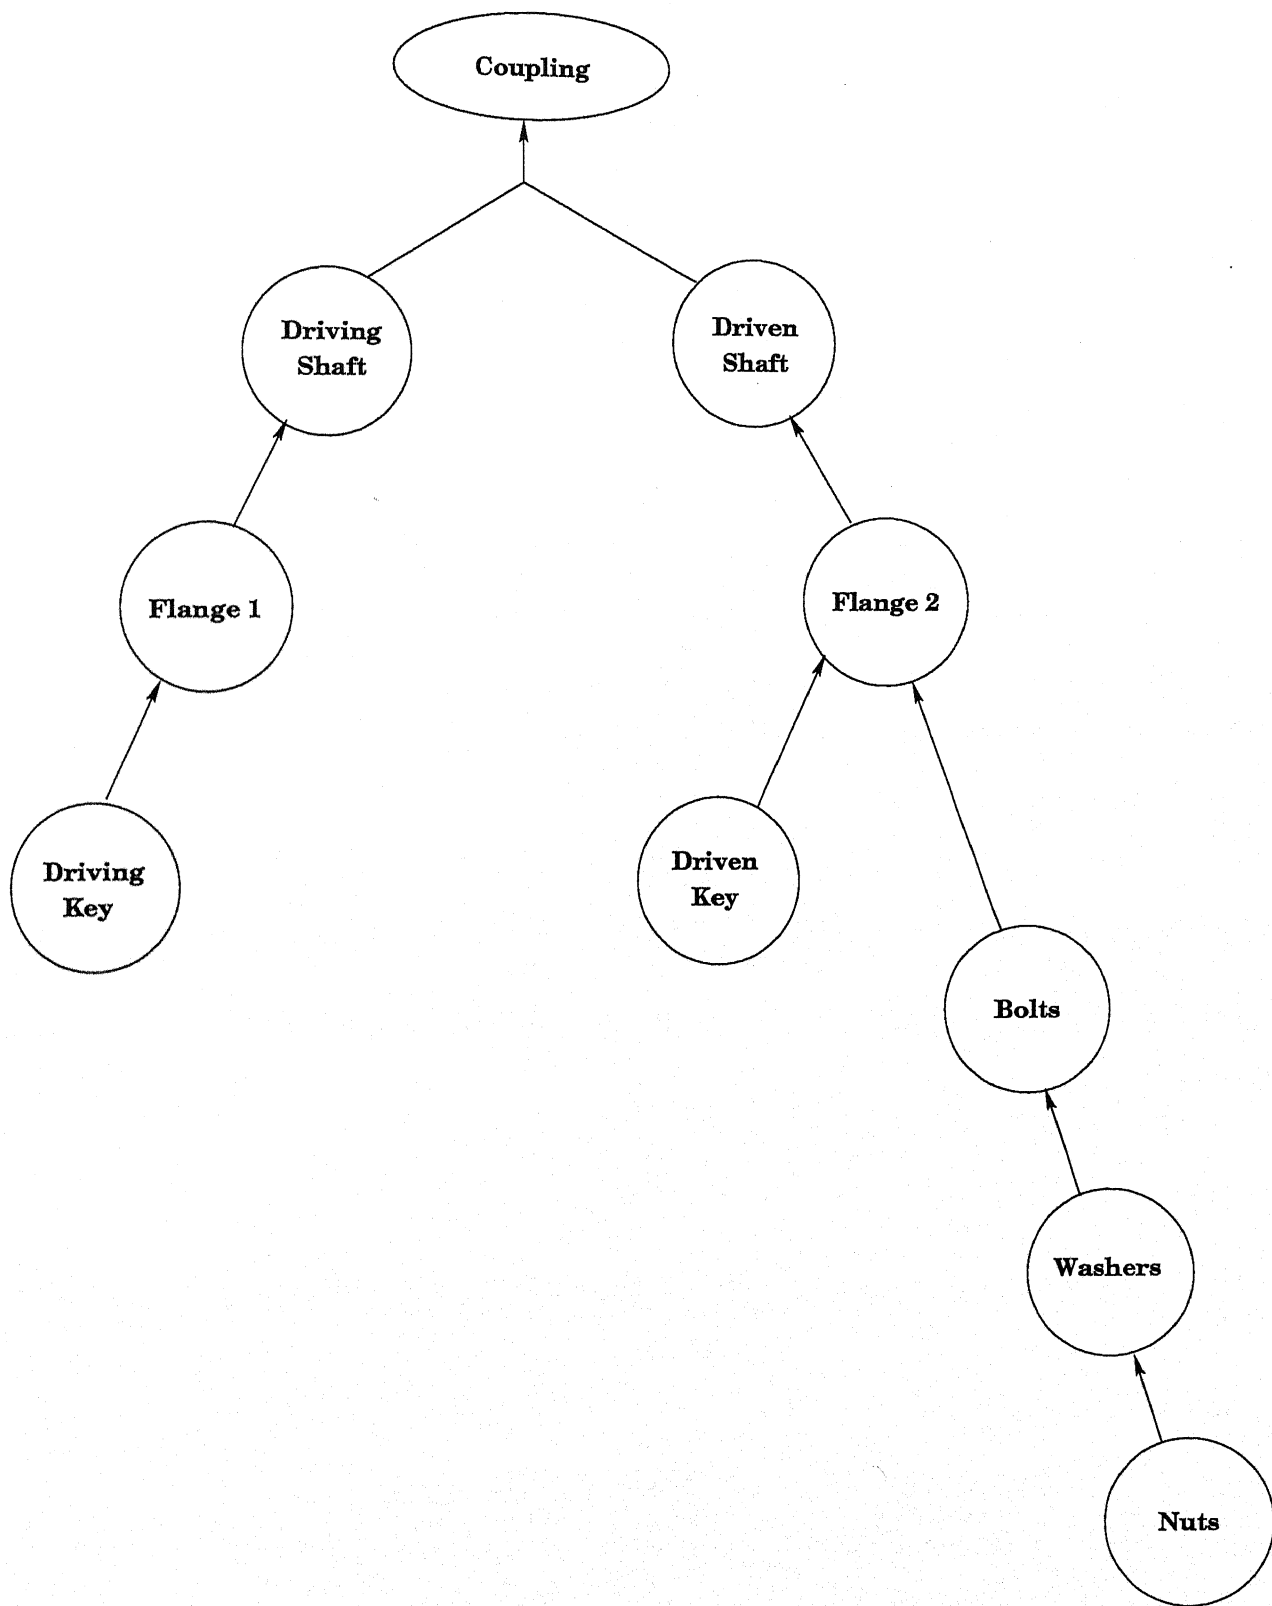 Coupling
Driving
Shaft
Driven
Shaft
Flange 1
Flange 2
Driving
Key
Driven
Key
Bolts
Washers
Nuts